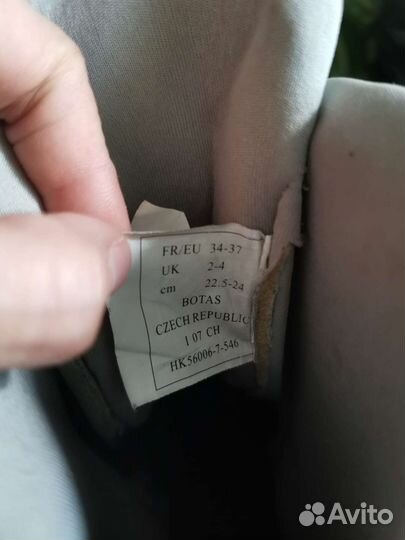 FR/EU 34-37
UK 2-4
cm 22.5-24
BOTAS
CZECH REPUBLIC
1 07 CH
HK56006-7-546
Avito